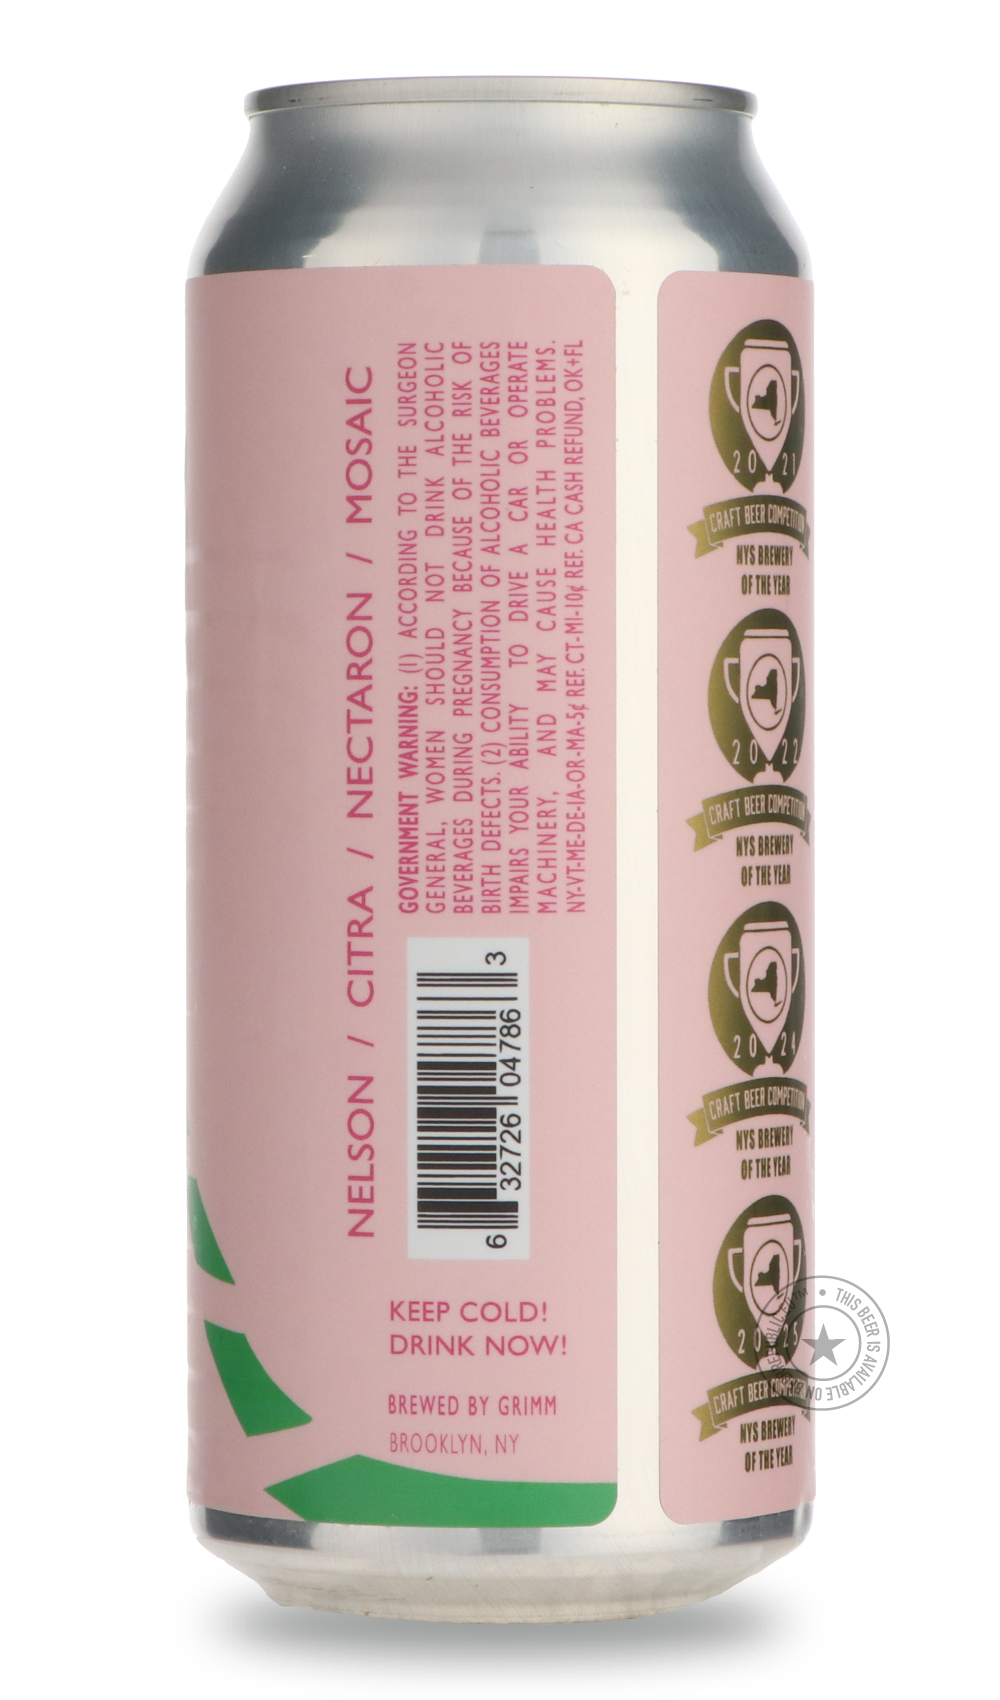 NELSON / CITRA / NECTARON / MOSAIC
GOVERNMENT WARNING: (1) ACCORDING TO THE SURGEON
GENERAL, WOMEN SHOULD NOT DRINK ALCOHOLIC
BEVERAGES DURING PREGNANCY BECAUSE OF THE RISK OF
BIRTH DEFECTS. (2) CONSUMPTION OF ALCOHOLIC BEVERAGES
IMPAIRS YOUR ABILITY TO DRIVE A CAR OR OPERATE
MACHINERY, AND MAY CAUSE HEALTH PROBLEMS.
NY-VT-ME-DE-IA-OR-MA-5¢ REF. CT-MI-10¢ REF. CA CASH REFUND, OK+FL
6 32726 04786 3
KEEP COLD!
DRINK NOW!
BREWED BY GRIMM
BROOKLYN, NY
2021
CRAFT BEER COMPETITION
NYS BREWERY
OF THE YEAR
2022
CRAFT BEER COMPETITION
NYS BREWERY
OF THE YEAR
2024
CRAFT BEER COMPETITION
NYS BREWERY
OF THE YEAR
2025
CRAFT BEER
NYS BREWERY
OF THE YEAR
THIS BEER IS AVAILABLE ON